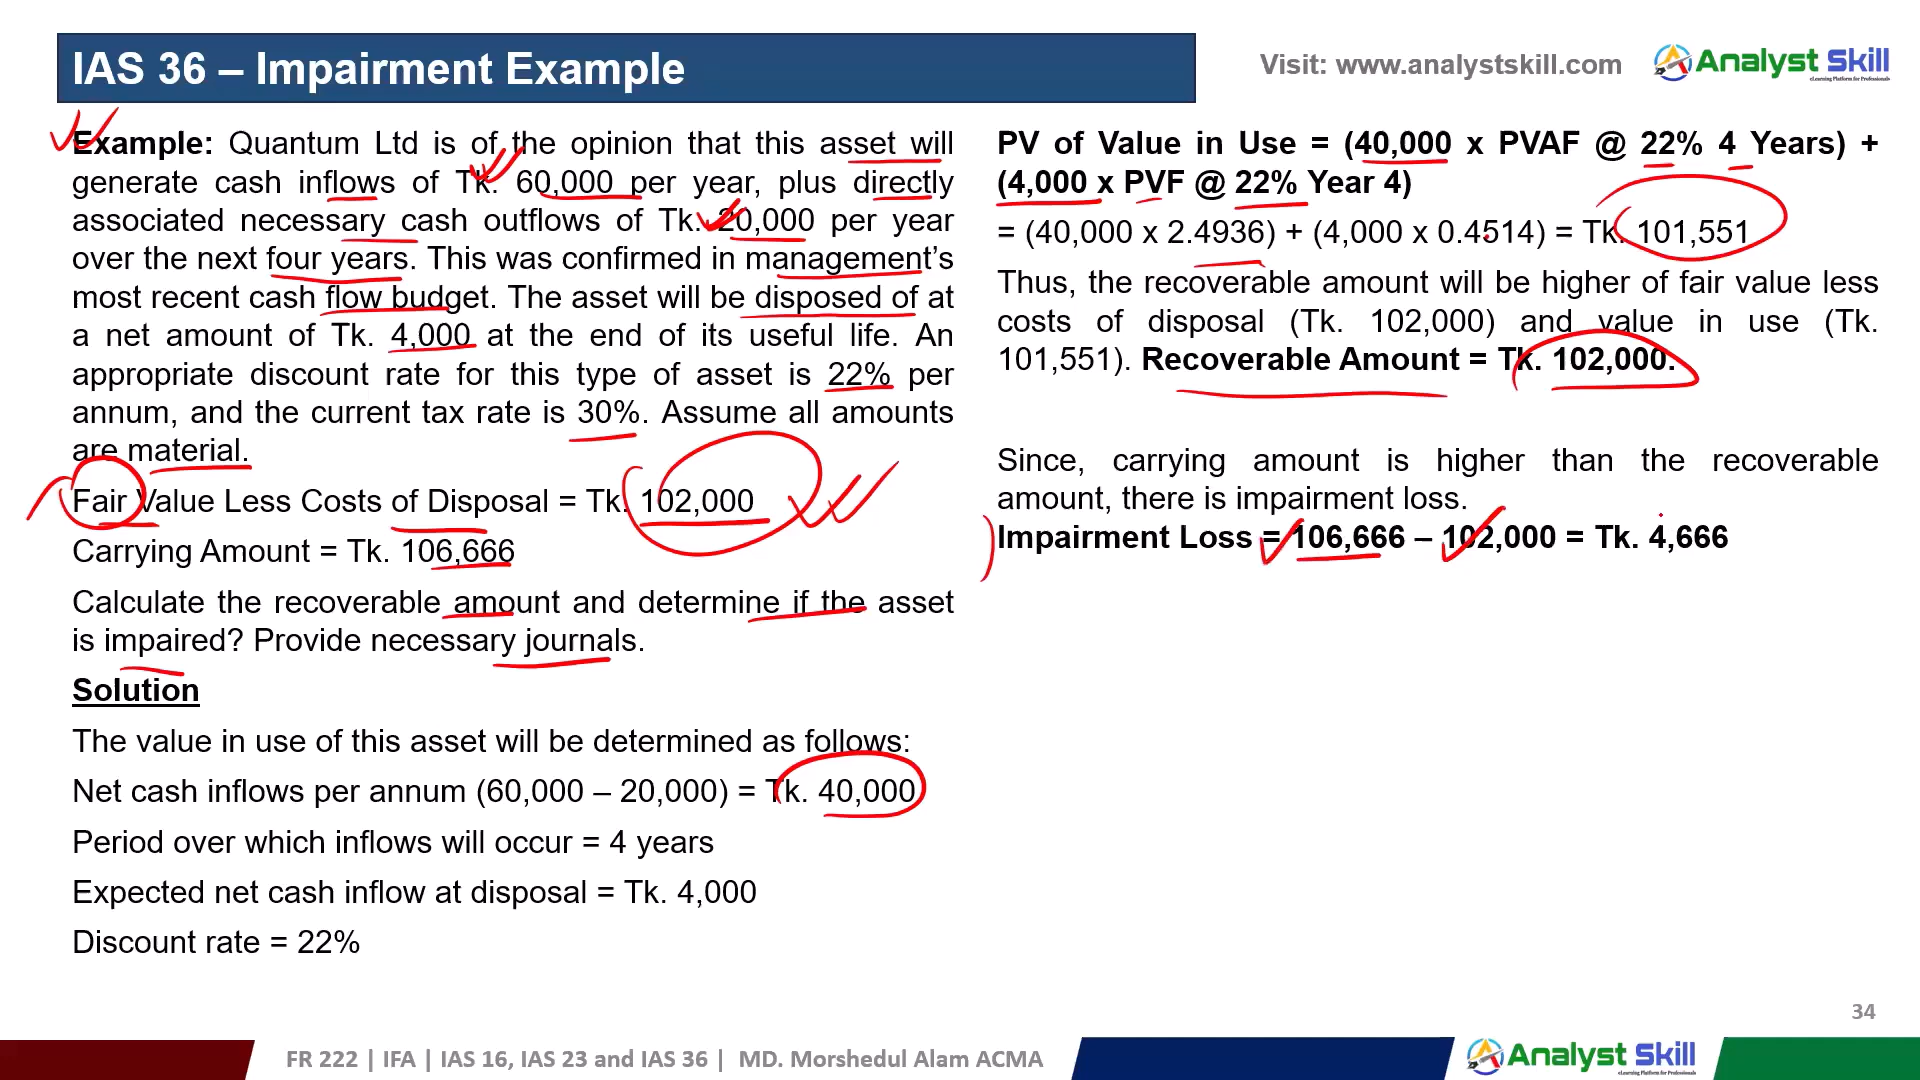 IAS 36 – Impairment Example
Visit: www.analystskill.com
Analyst Skill
eLearning Platform for Professionals
Example: Quantum Ltd is of the opinion that this asset will
generate cash inflows of Tk. 60,000 per year, plus directly
associated necessary cash outflows of Tk. 20,000 per year
over the next four years. This was confirmed in management’s
most recent cash flow budget. The asset will be disposed of at
a net amount of Tk. 4,000 at the end of its useful life. An
appropriate discount rate for this type of asset is 22% per
annum, and the current tax rate is 30%. Assume all amounts
are material.
Fair Value Less Costs of Disposal = Tk. 102,000
Carrying Amount = Tk. 106,666
Calculate the recoverable amount and determine if the asset
is impaired? Provide necessary journals.
Solution
The value in use of this asset will be determined as follows:
Net cash inflows per annum (60,000 – 20,000) = Tk. 40,000
Period over which inflows will occur = 4 years
Expected net cash inflow at disposal = Tk. 4,000
Discount rate = 22%
PV of Value in Use = (40,000 x PVAF @ 22% 4 Years) +
(4,000 x PVF @ 22% Year 4)
= (40,000 x 2.4936) + (4,000 x 0.4514) = Tk. 101,551
Thus, the recoverable amount will be higher of fair value less
costs of disposal (Tk. 102,000) and value in use (Tk.
101,551). Recoverable Amount = Tk. 102,000.
Since, carrying amount is higher than the recoverable
amount, there is impairment loss.
Impairment Loss = 106,666 – 102,000 = Tk. 4,666
34
FR 222 | IFA | IAS 16, IAS 23 and IAS 36 | MD. Morshedul Alam ACMA
Analyst Skill
eLearning Platform for Professionals